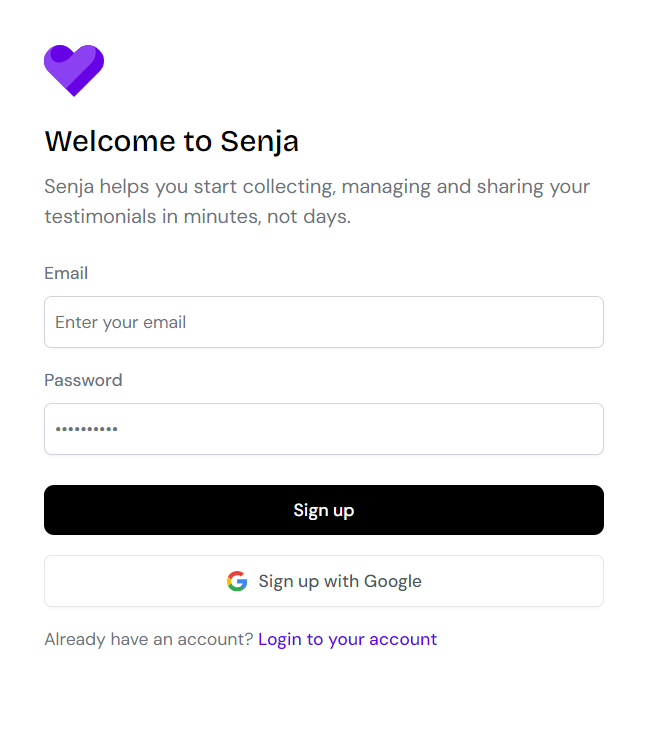 Welcome to Senja
Senja helps you start collecting, managing and sharing your
testimonials in minutes, not days.
Email
Enter your email
Password
••••••••••
Sign up
Sign up with Google
Already have an account? Login to your account